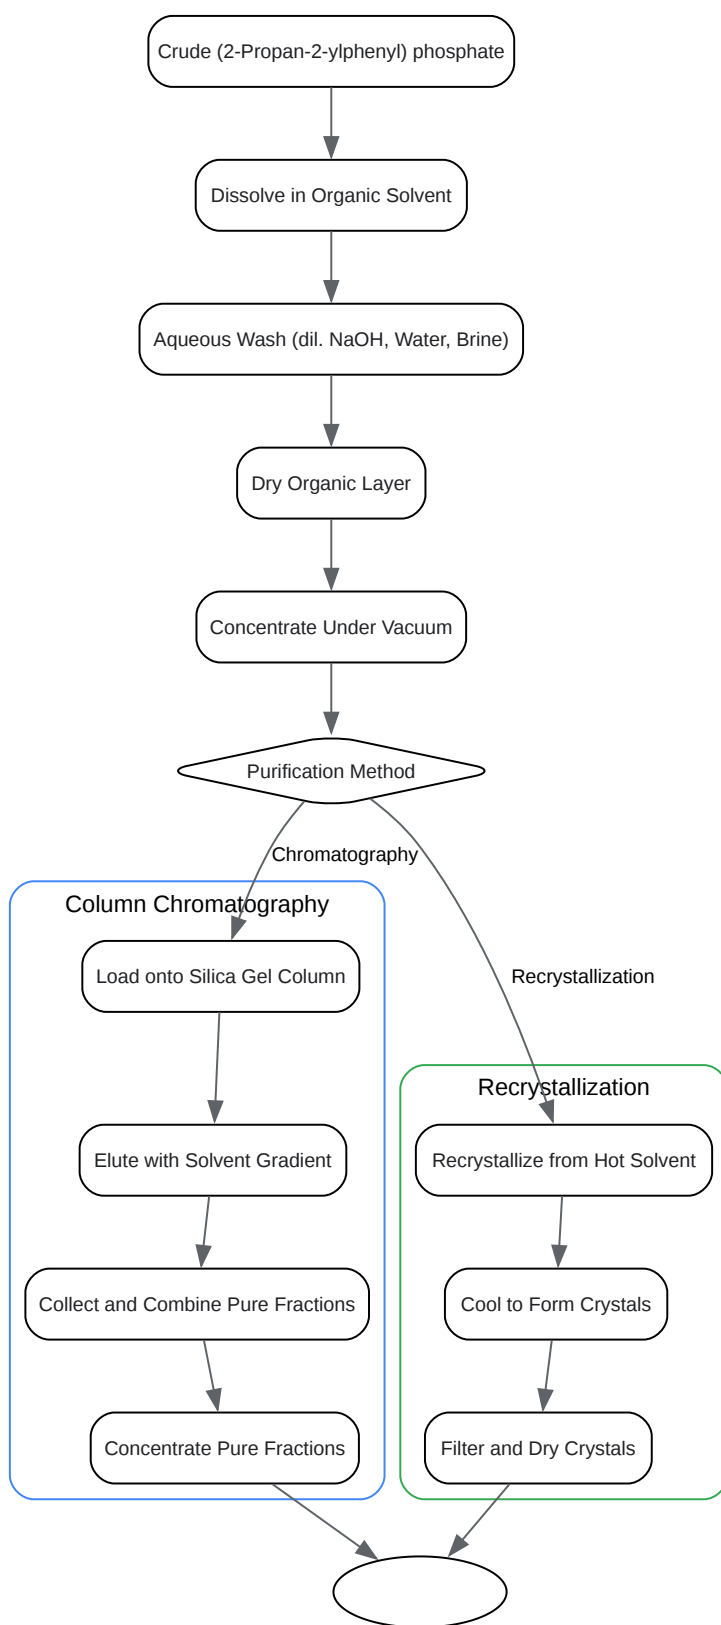 Crude (2-Propan-2-ylphenyl) phosphate
Dissolve in Organic Solvent
Aqueous Wash (dil. NaOH, Water, Brine)
Dry Organic Layer
Concentrate Under Vacuum
Purification Method
Chromatography
Column Chromatography
Load onto Silica Gel Column
Elute with Solvent Gradient
Collect and Combine Pure Fractions
Concentrate Pure Fractions
Recrystallization
Recrystallization
Recrystallize from Hot Solvent
Cool to Form Crystals
Filter and Dry Crystals